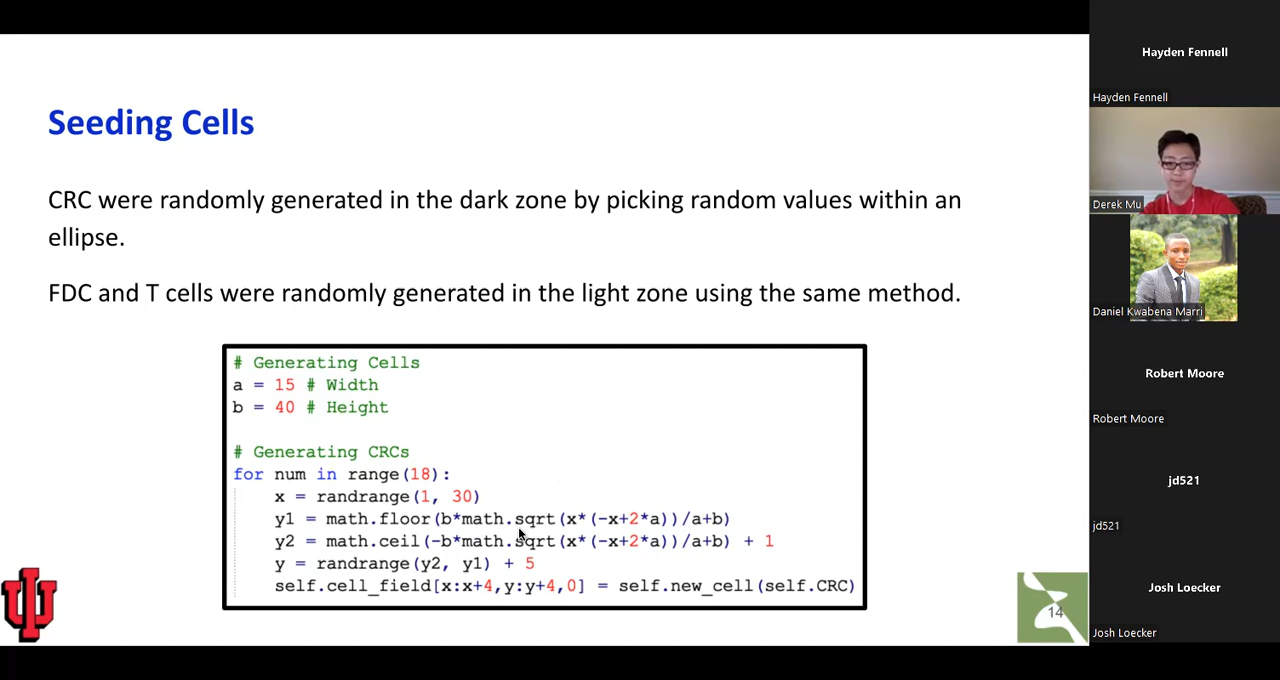 Seeding Cells
CRC were randomly generated in the dark zone by picking random values within an
ellipse.
FDC and T cells were randomly generated in the light zone using the same method.
# Generating Cells
a = 15 # Width
b = 40 # Height
# Generating CRCs
for num in range(18):
x = randrange(1, 30)
y1 = math.floor(b*math.sqrt(x*(-x+2*a))/a+b)
y2 = math.ceil(-b*math.sqrt(x*(-x+2*a))/a+b) + 1
y = randrange(y2, y1) + 5
self.cell_field[x:x+4,y:y+4,0] = self.new_cell(self.CRC)
14
Hayden Fennell
Hayden Fennell
Derek Mu
Daniel Kwabena Marri
Robert Moore
Robert Moore
jd521
jd521
Josh Loecker
Josh Loecker